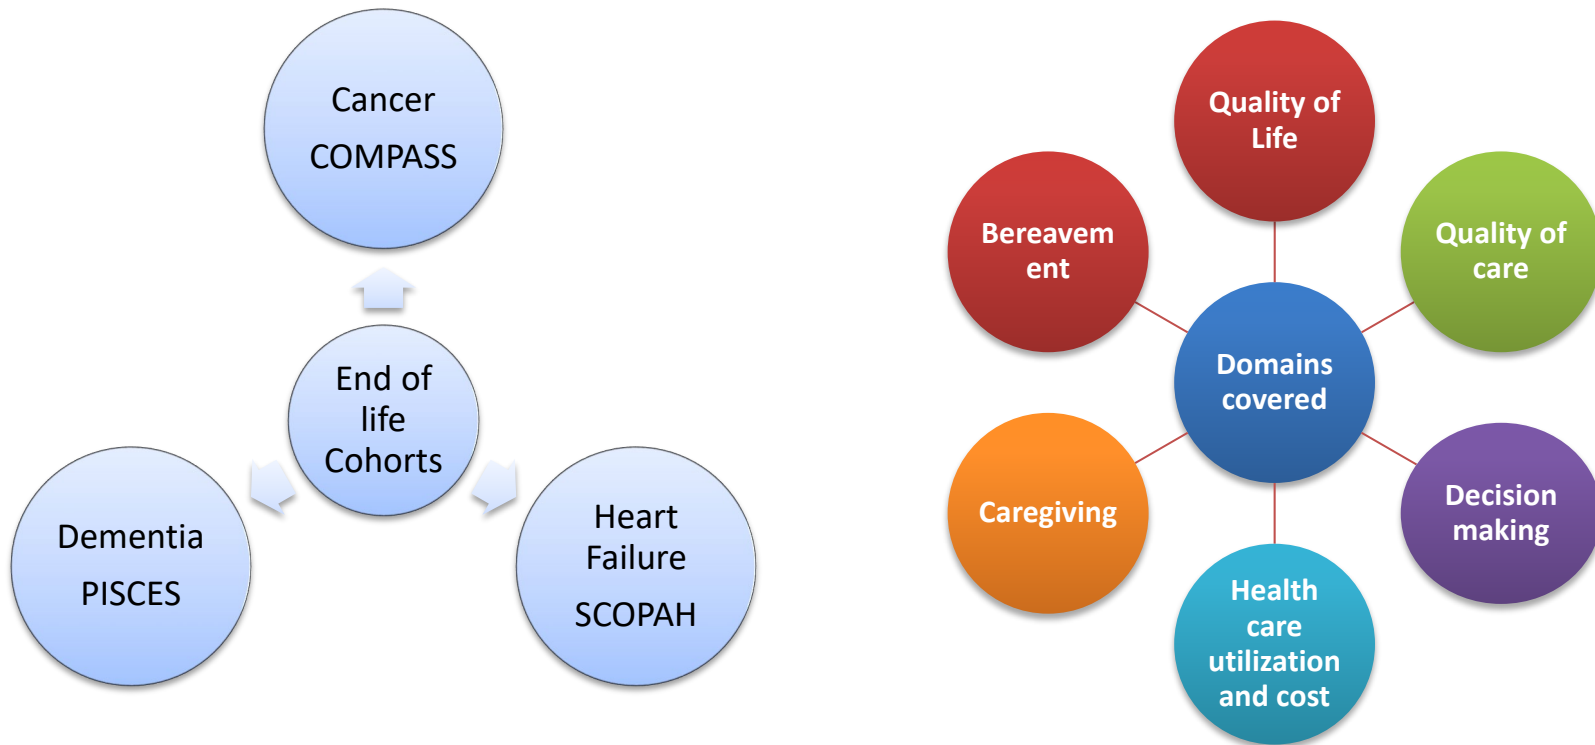 Cancer
COMPASS
End of
life
Cohorts
Dementia
PISCES
Heart
Failure
SCOPAH
Quality of
Life
Bereavem
ent
Quality
of care
Domains
covered
Caregiving
Decision
making
Health
care
utilization
and cost